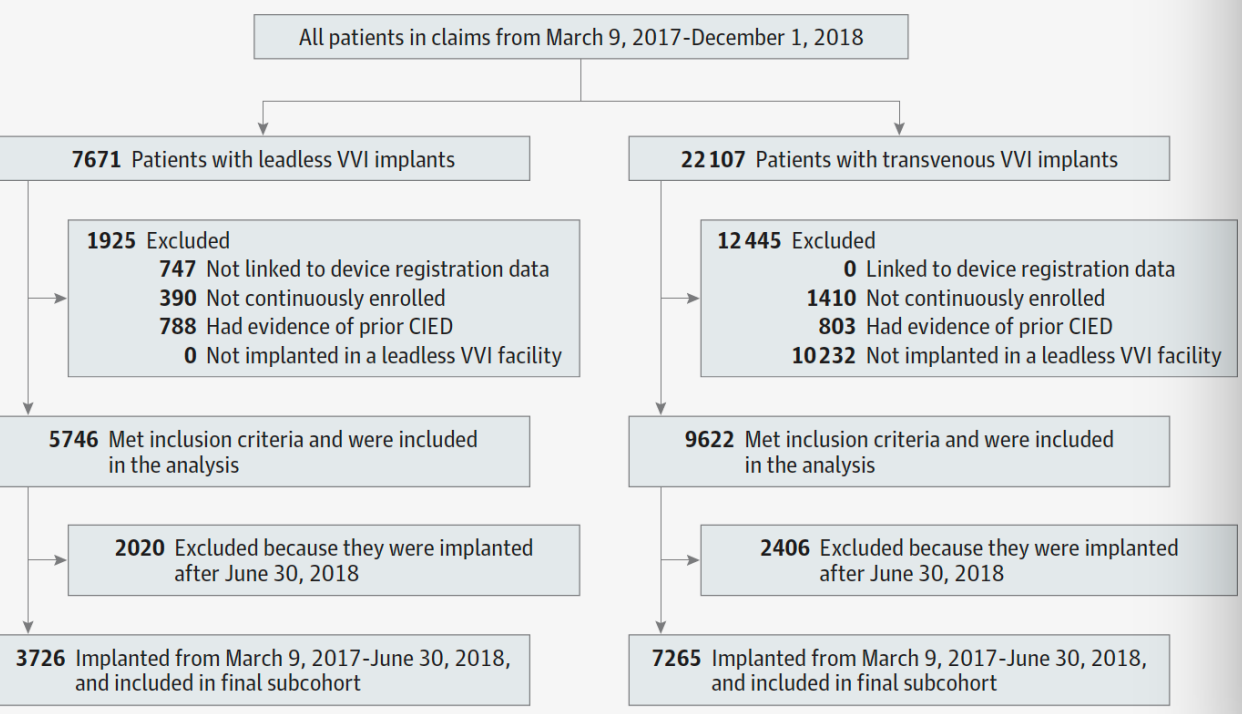 All patients in claims from March 9, 2017-December 1, 2018
7671 Patients with leadless VVI implants
22 107 Patients with transvenous VVI implants
1925 Excluded
747 Not linked to device registration data
390 Not continuously enrolled
788 Had evidence of prior CIED
0 Not implanted in a leadless VVI facility
12 445 Excluded
0 Linked to device registration data
1410 Not continuously enrolled
803 Had evidence of prior CIED
10 232 Not implanted in a leadless VVI facility
5746 Met inclusion criteria and were included
in the analysis
9622 Met inclusion criteria and were included
in the analysis
2020 Excluded because they were implanted
after June 30, 2018
2406 Excluded because they were implanted
after June 30, 2018
3726 Implanted from March 9, 2017-June 30, 2018,
and included in final subcohort
7265 Implanted from March 9, 2017-June 30, 2018,
and included in final subcohort